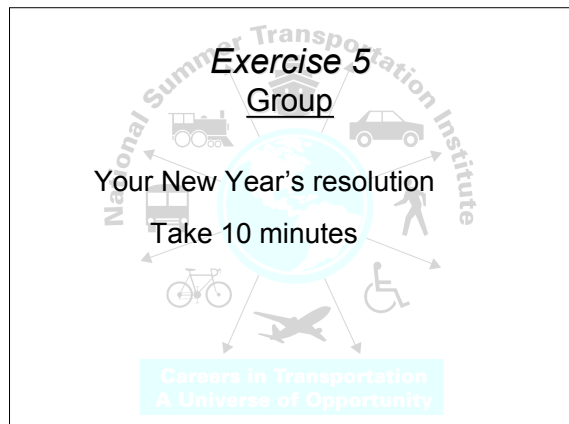 National Summer Transportation Institute
Exercise 5
Group
Your New Year's resolution
Take 10 minutes
Careers in Transportation
A Universe of Opportunity